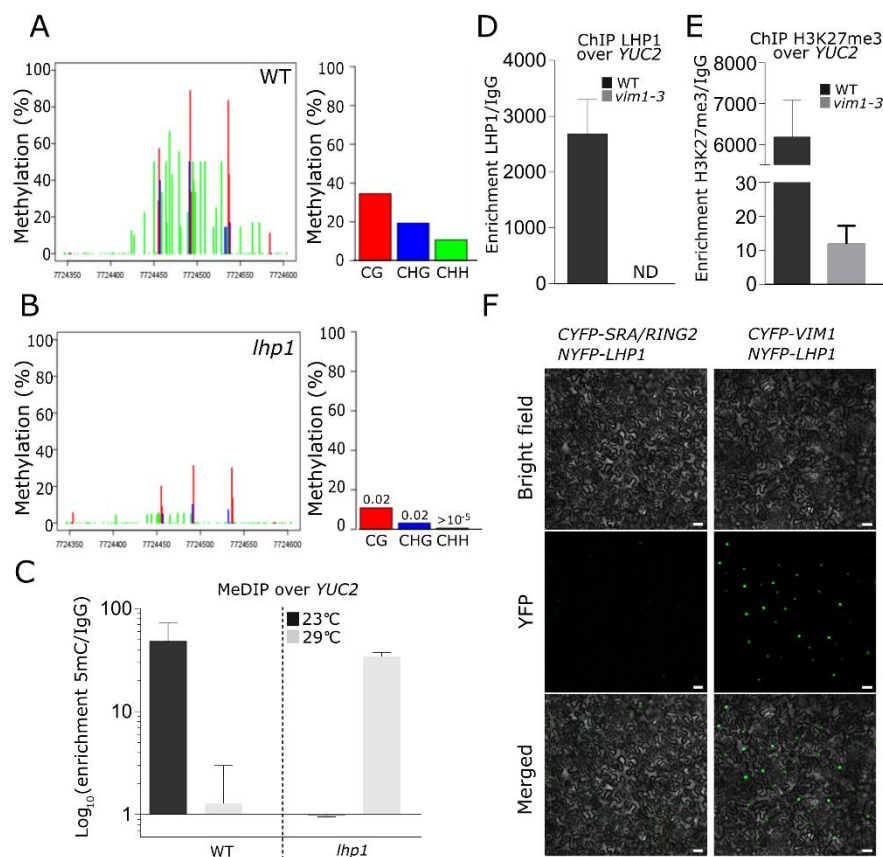 A
WT
Methylation (%)
100
80
60
40
20
0
7724350 7724400 7724450 7724500 7724550 7724600
Methylation (%)
100
80
60
40
20
0
CG CHG CHH
B
lhp1
Methylation (%)
100
80
60
40
20
0
7724350 7724400 7724450 7724500 7724550 7724600
Methylation (%)
100
80
60
40
20
0
0.02 0.02 >10-5
CG CHG CHH
C
MeDIP over YUC2
23℃
29℃
Log10(enrichment 5mC/IgG)
100
10
1
WT lhp1
D
ChIP LHP1
over YUC2
WT
vim1-3
Enrichment LHP1/IgG
4000
3000
2000
1000
0
ND
E
ChIP H3K27me3
over YUC2
WT
vim1-3
Enrichment H3K27me3/IgG
8000
7000
6000
30
20
10
0
F
CYFP-SRA/RING2 CYFP-VIM1
NYFP-LHP1 NYFP-LHP1
Bright field
YFP
Merged